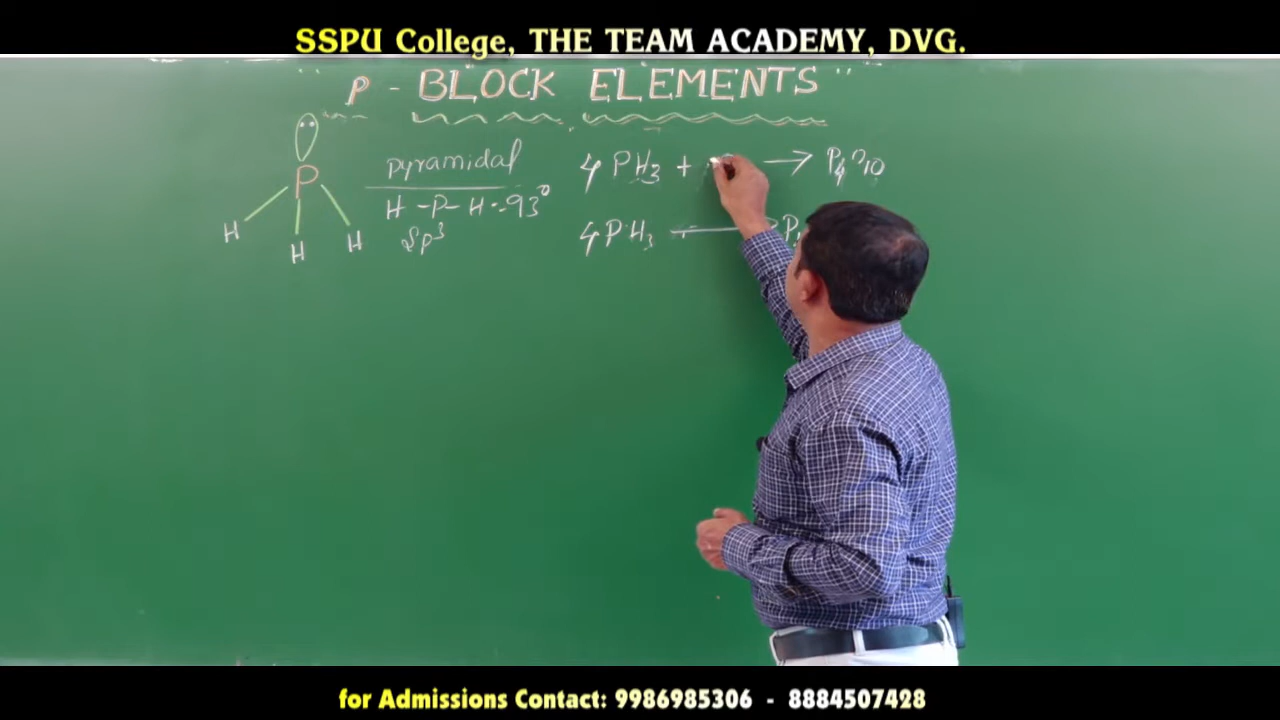 SSPU College, THE TEAM ACADEMY, DVG.
" P - BLOCK ELEMENTS "
P
H
H
H
pyramidal
H - P - H = 93°
Sp³
4 PH₃ + → P₄O₁₀
4 PH₃ →
for Admissions Contact: 9986985306 - 8884507428